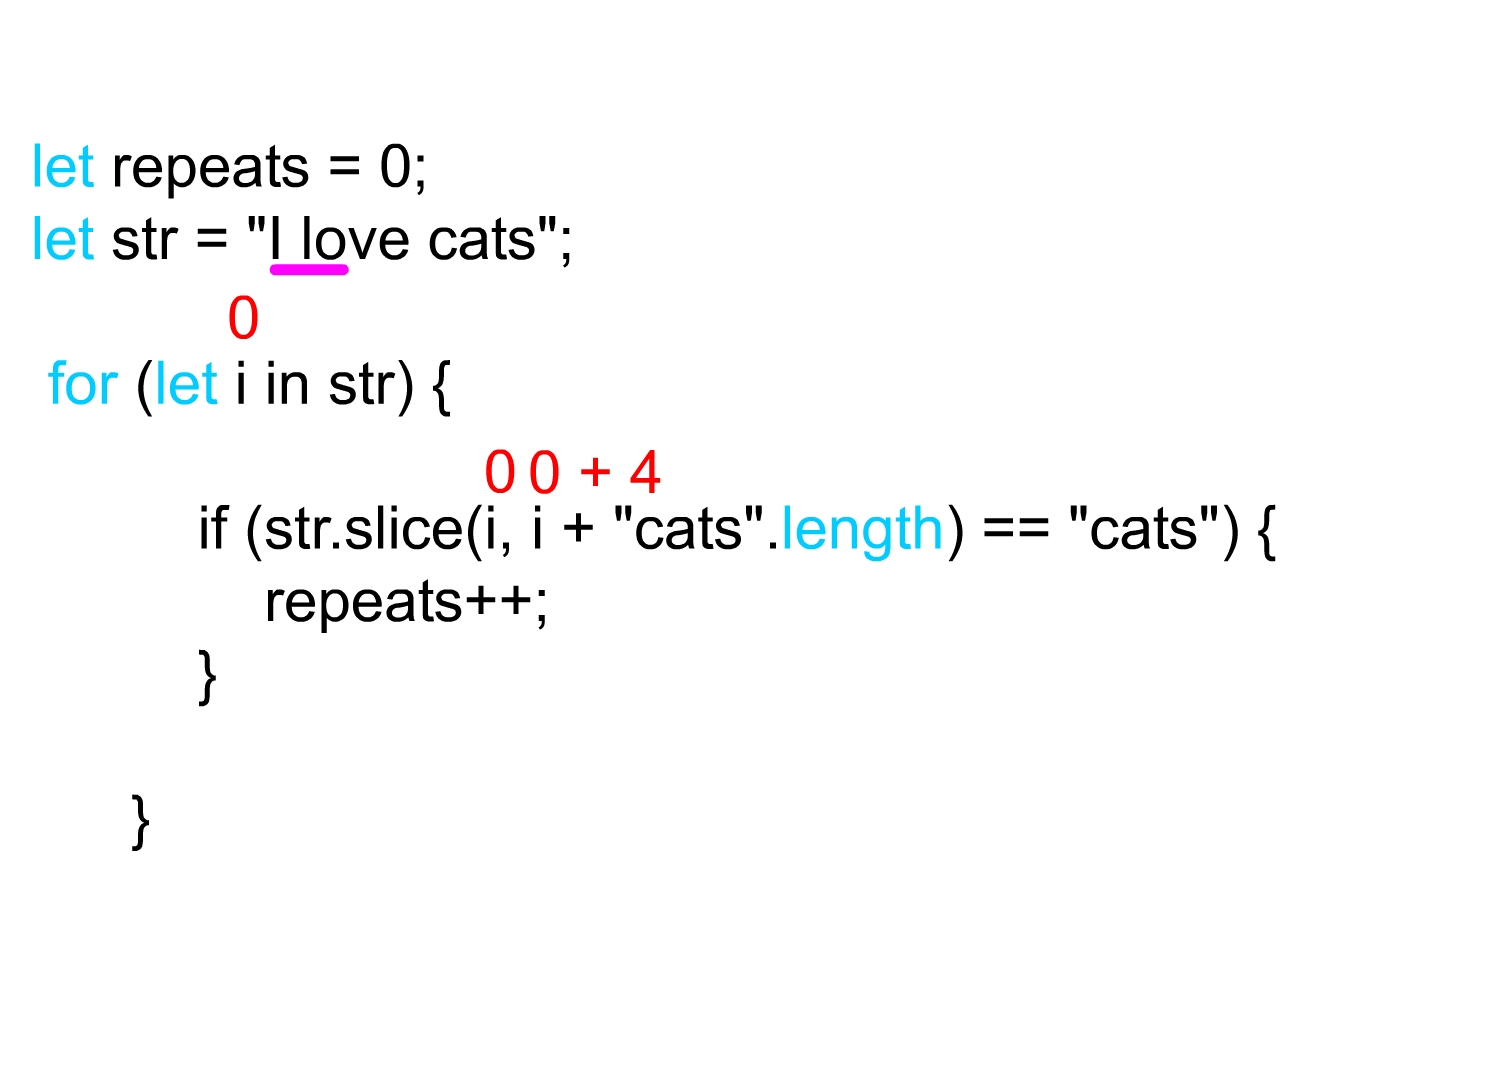 let repeats = 0;
let str = "I love cats";
0
for (let i in str) {
0 0 + 4
if (str.slice(i, i + "cats".length) == "cats") {
repeats++;
}
}